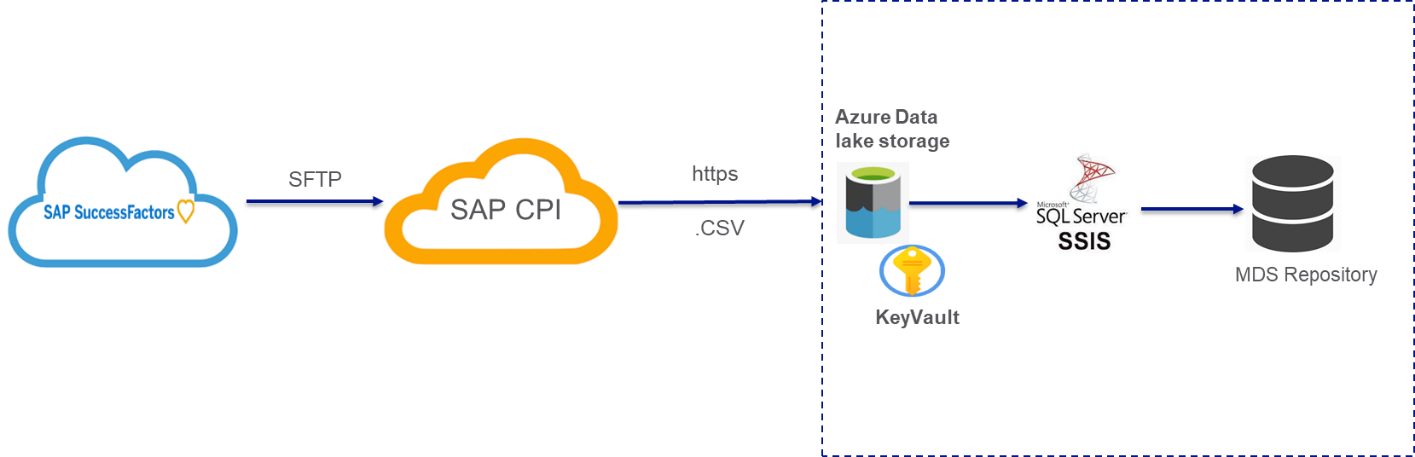 SAP SuccessFactors
SFTP
SAP CPI
https
.CSV
Azure Data
lake storage
KeyVault
Microsoft®
SQL Server
SSIS
MDS Repository